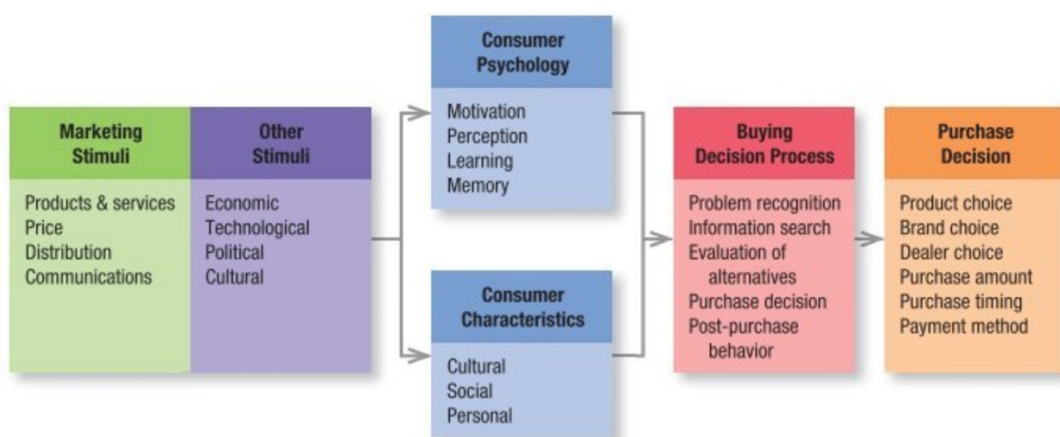 Marketing
Stimuli
Products & services
Price
Distribution
Communications
Other
Stimuli
Economic
Technological
Political
Cultural
Consumer
Psychology
Motivation
Perception
Learning
Memory
Consumer
Characteristics
Cultural
Social
Personal
Buying
Decision Process
Problem recognition
Information search
Evaluation of
alternatives
Purchase decision
Post-purchase
behavior
Purchase
Decision
Product choice
Brand choice
Dealer choice
Purchase amount
Purchase timing
Payment method